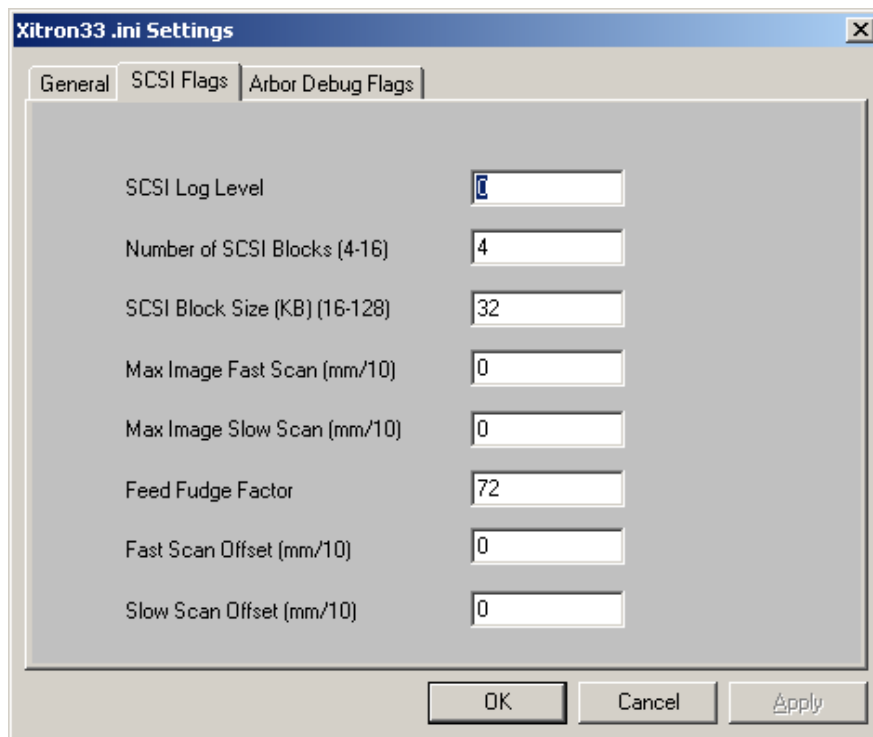 Xitron33 .ini Settings
General SCSI Flags Arbor Debug Flags
SCSI Log Level 0
Number of SCSI Blocks (4-16) 4
SCSI Block Size (KB) (16-128) 32
Max Image Fast Scan (mm/10) 0
Max Image Slow Scan (mm/10) 0
Feed Fudge Factor 72
Fast Scan Offset (mm/10) 0
Slow Scan Offset (mm/10) 0
OK Cancel Apply